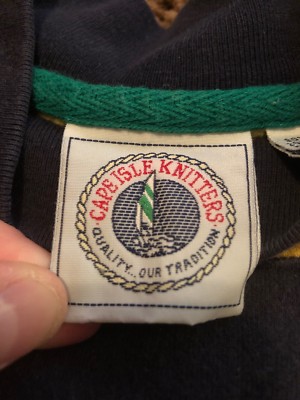 CAPE ISLE KNITTERS
QUALITY...OUR TRADITION